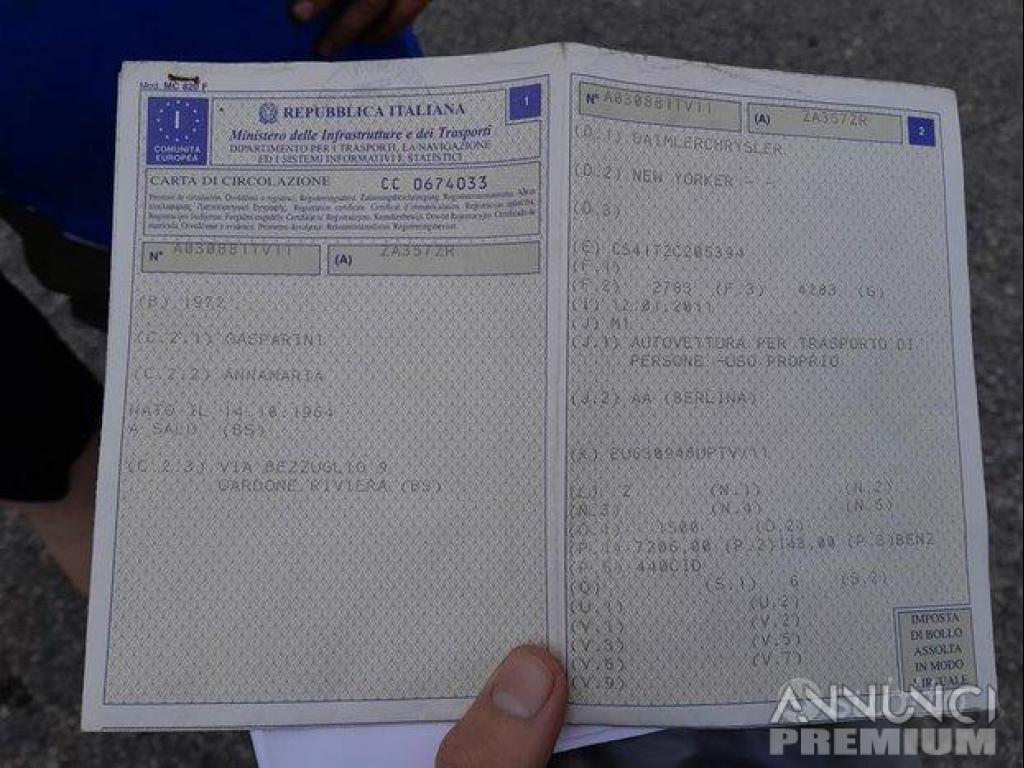 Mod. MC 820 F
I
COMUNITÀ
EUROPEA
REPUBBLICA ITALIANA
Ministero delle Infrastrutture e dei Trasporti
DIPARTIMENTO PER I TRASPORTI, LA NAVIGAZIONE
ED I SISTEMI INFORMATIVI E STATISTICI
1
CARTA DI CIRCOLAZIONE CC 0674033
N° A030881TV11 (A) ZA357ZR
(B) 1972
(C.2.1) GASPARINI
(C.2.2) ANNAMARIA
NATO IL 14.10.1964
A SALO (BS)
(C.2.3) VIA BEZZUGLIO 9
GARDONE RIVIERA (BS)
N° A030881TV11 (A) ZA357ZR
2
(D.1) DAIMLERCHRYSLER
(D.2) NEW YORKER - -
(D.3)
(E) CS41T2C205394
(F.1)
(F.2) 2783 (F.3) 4283 (G)
(I) 12.01.2011
(J) M1
(J.1) AUTOVETTURA PER TRASPORTO DI
PERSONE -USO PROPRIO
(J.2) AA (BERLINA)
(K) EU630948UPTV11
(L) 2 (N.1) (N.2)
(N.3) (N.4) (N.5)
(O.1) 1500 (O.2)
(P.1) 7206,00 (P.2) 148,00 (P.3) BENZ
(P.5) 440CID
(Q) (S.1) 6 (S.2)
(U.1) (U.2)
(V.1) (V.2)
(V.3) (V.5)
(V.6) (V.7)
(V.9)
IMPOSTA
DI BOLLO
ASSOLTA
IN MODO
VIRTUALE
ANNUNCI
PREMIUM